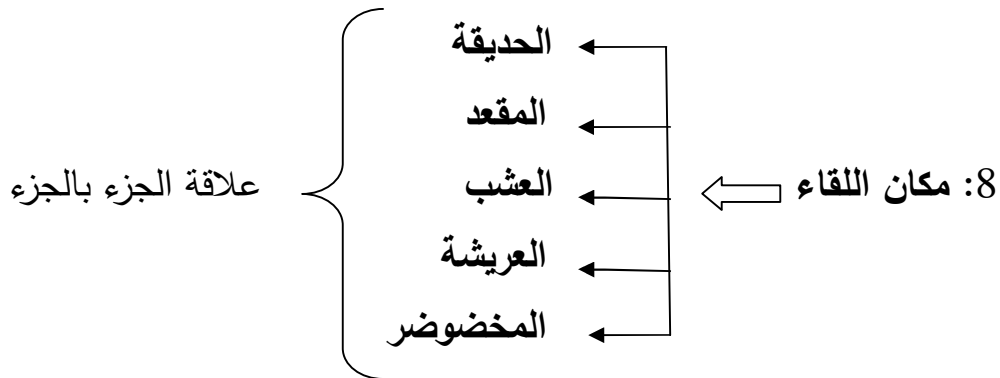 الحديقة
المقعد
8: مكان اللقاء العشب علاقة الجزء بالجزء
العريشة
المخضوضر